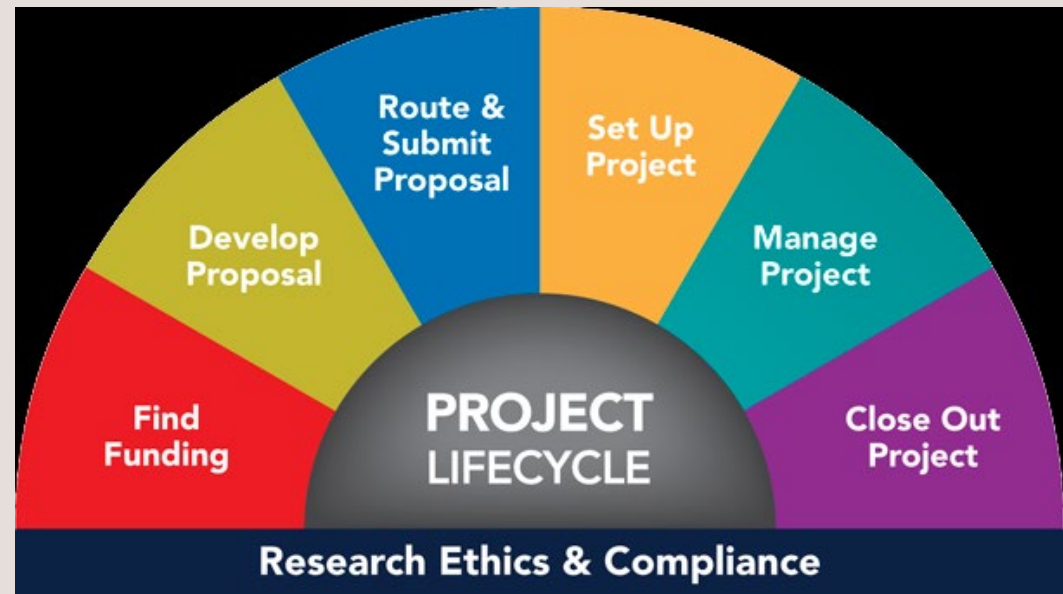 Find
Funding
Develop
Proposal
Route &
Submit
Proposal
Set Up
Project
Manage
Project
Close Out
Project
PROJECT
LIFECYCLE
Research Ethics & Compliance